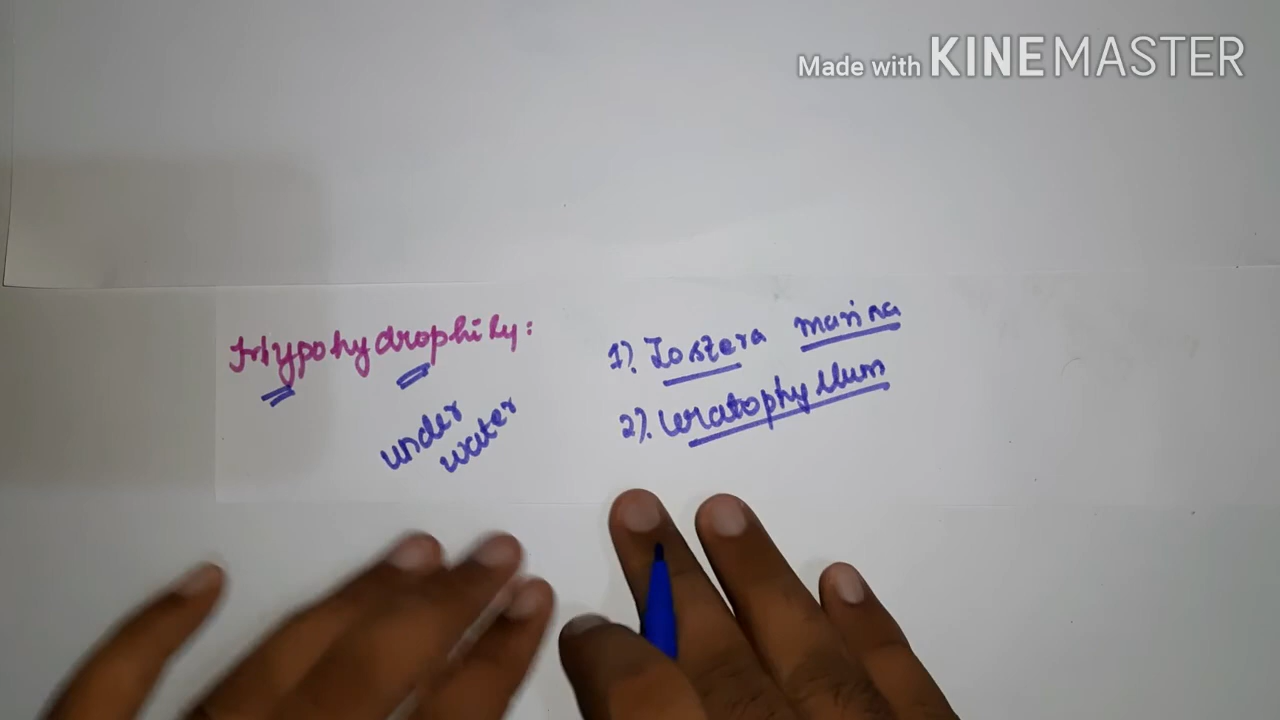 Made with KINEMASTER
Hypohydrophily:
under
water
1). Zostera marina
2). Ceratophyllum